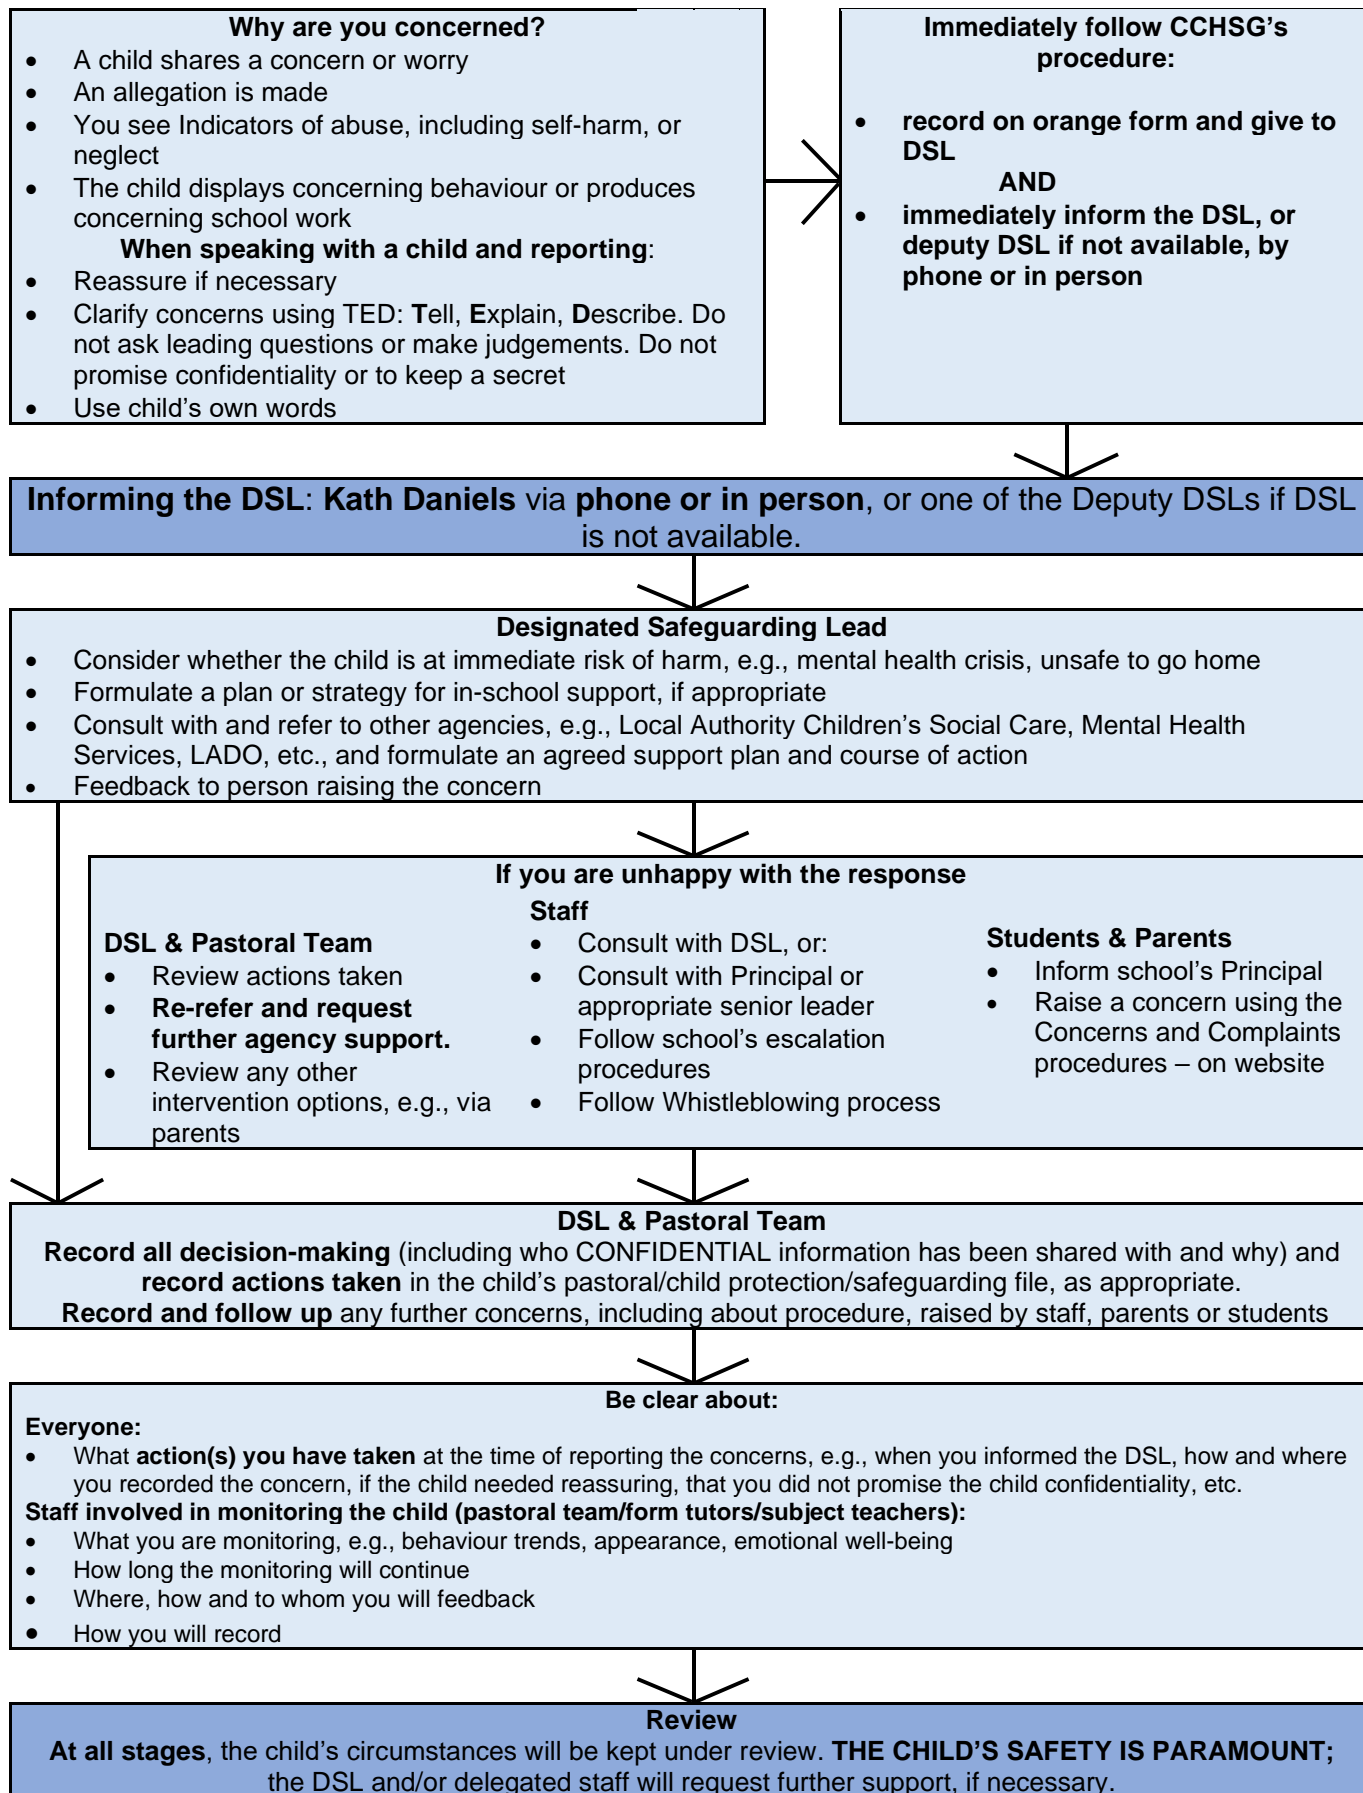 Why are you concerned?
• A child shares a concern or worry
• An allegation is made
• You see Indicators of abuse, including self-harm, or
neglect
• The child displays concerning behaviour or produces
concerning school work
When speaking with a child and reporting:
• Reassure if necessary
• Clarify concerns using TED: Tell, Explain, Describe. Do
not ask leading questions or make judgements. Do not
promise confidentiality or to keep a secret
• Use child’s own words
Immediately follow CCHSG’s
procedure:
• record on orange form and give to
DSL
AND
• immediately inform the DSL, or
deputy DSL if not available, by
phone or in person
Informing the DSL: Kath Daniels via phone or in person, or one of the Deputy DSLs if DSL
is not available.
Designated Safeguarding Lead
• Consider whether the child is at immediate risk of harm, e.g., mental health crisis, unsafe to go home
• Formulate a plan or strategy for in-school support, if appropriate
• Consult with and refer to other agencies, e.g., Local Authority Children’s Social Care, Mental Health
Services, LADO, etc., and formulate an agreed support plan and course of action
• Feedback to person raising the concern
If you are unhappy with the response
DSL & Pastoral Team
• Review actions taken
• Re-refer and request
further agency support.
• Review any other
intervention options, e.g., via
parents
Staff
• Consult with DSL, or:
• Consult with Principal or
appropriate senior leader
• Follow school’s escalation
procedures
• Follow Whistleblowing process
Students & Parents
• Inform school’s Principal
• Raise a concern using the
Concerns and Complaints
procedures – on website
DSL & Pastoral Team
Record all decision-making (including who CONFIDENTIAL information has been shared with and why) and
record actions taken in the child’s pastoral/child protection/safeguarding file, as appropriate.
Record and follow up any further concerns, including about procedure, raised by staff, parents or students
Be clear about:
Everyone:
• What action(s) you have taken at the time of reporting the concerns, e.g., when you informed the DSL, how and where
you recorded the concern, if the child needed reassuring, that you did not promise the child confidentiality, etc.
Staff involved in monitoring the child (pastoral team/form tutors/subject teachers):
• What you are monitoring, e.g., behaviour trends, appearance, emotional well-being
• How long the monitoring will continue
• Where, how and to whom you will feedback
• How you will record
Review
At all stages, the child’s circumstances will be kept under review. THE CHILD’S SAFETY IS PARAMOUNT;
the DSL and/or delegated staff will request further support, if necessary.